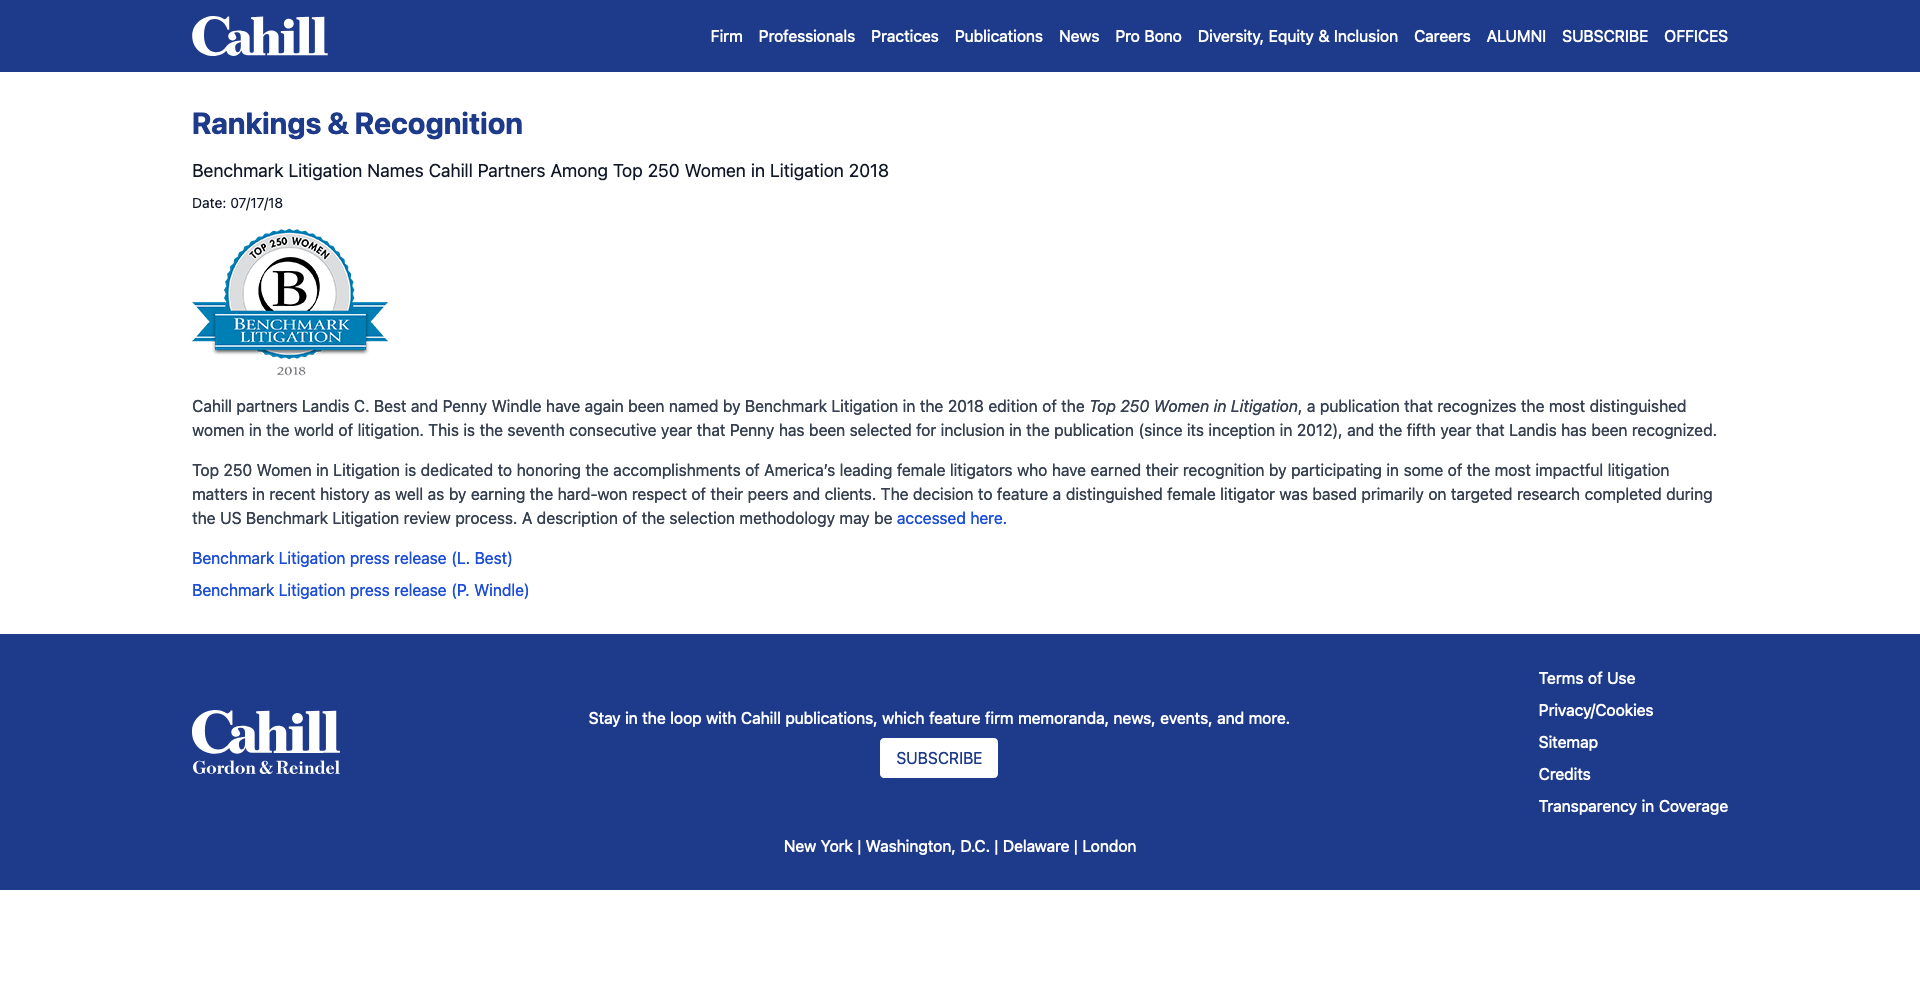 Cahill
Firm Professionals Practices Publications News Pro Bono Diversity, Equity & Inclusion Careers ALUMNI SUBSCRIBE OFFICES
Rankings & Recognition
Benchmark Litigation Names Cahill Partners Among Top 250 Women in Litigation 2018
Date: 07/17/18
TOP 250 WOMEN
B
BENCHMARK
LITIGATION
2018
Cahill partners Landis C. Best and Penny Windle have again been named by Benchmark Litigation in the 2018 edition of the Top 250 Women in Litigation, a publication that recognizes the most distinguished
women in the world of litigation. This is the seventh consecutive year that Penny has been selected for inclusion in the publication (since its inception in 2012), and the fifth year that Landis has been recognized.
Top 250 Women in Litigation is dedicated to honoring the accomplishments of America’s leading female litigators who have earned their recognition by participating in some of the most impactful litigation
matters in recent history as well as by earning the hard-won respect of their peers and clients. The decision to feature a distinguished female litigator was based primarily on targeted research completed during
the US Benchmark Litigation review process. A description of the selection methodology may be accessed here.
Benchmark Litigation press release (L. Best)
Benchmark Litigation press release (P. Windle)
Cahill
Gordon & Reindel
Stay in the loop with Cahill publications, which feature firm memoranda, news, events, and more.
SUBSCRIBE
Terms of Use
Privacy/Cookies
Sitemap
Credits
Transparency in Coverage
New York | Washington, D.C. | Delaware | London